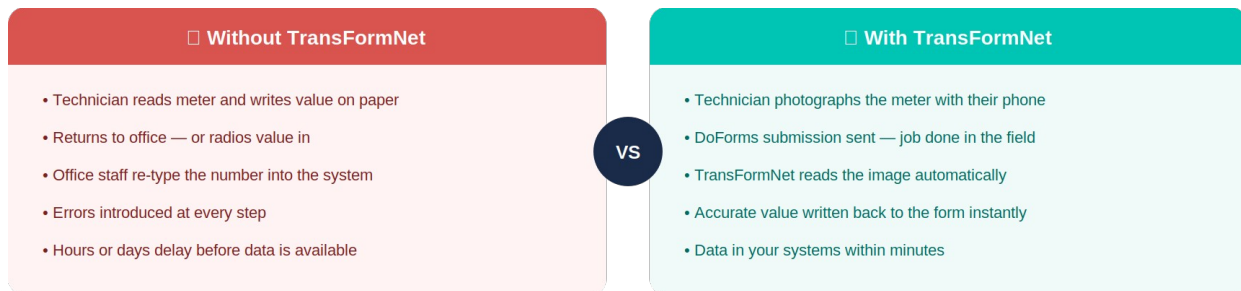 Without TransFormNet
• Technician reads meter and writes value on paper
• Returns to office — or radios value in
• Office staff re-type the number into the system
• Errors introduced at every step
• Hours or days delay before data is available
VS
With TransFormNet
• Technician photographs the meter with their phone
• DoForms submission sent — job done in the field
• TransFormNet reads the image automatically
• Accurate value written back to the form instantly
• Data in your systems within minutes